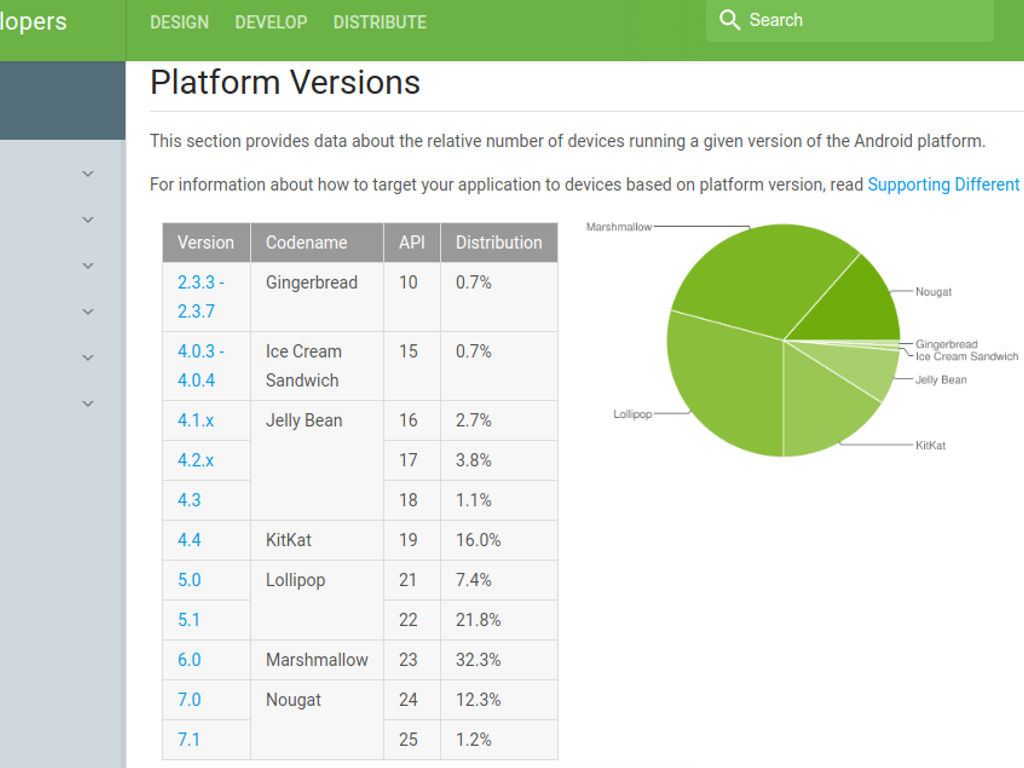 lopers DESIGN DEVELOP DISTRIBUTE Search
Platform Versions
This section provides data about the relative number of devices running a given version of the Android platform.
For information about how to target your application to devices based on platform version, read Supporting Different
Version Codename API Distribution
2.3.3 - Gingerbread 10 0.7%
2.3.7
4.0.3 - Ice Cream 15 0.7%
4.0.4 Sandwich
4.1.x Jelly Bean 16 2.7%
4.2.x 17 3.8%
4.3 18 1.1%
4.4 KitKat 19 16.0%
5.0 Lollipop 21 7.4%
5.1 22 21.8%
6.0 Marshmallow 23 32.3%
7.0 Nougat 24 12.3%
7.1 25 1.2%
Marshmallow
Nougat
Gingerbread
Ice Cream Sandwich
Jelly Bean
Lollipop
KitKat